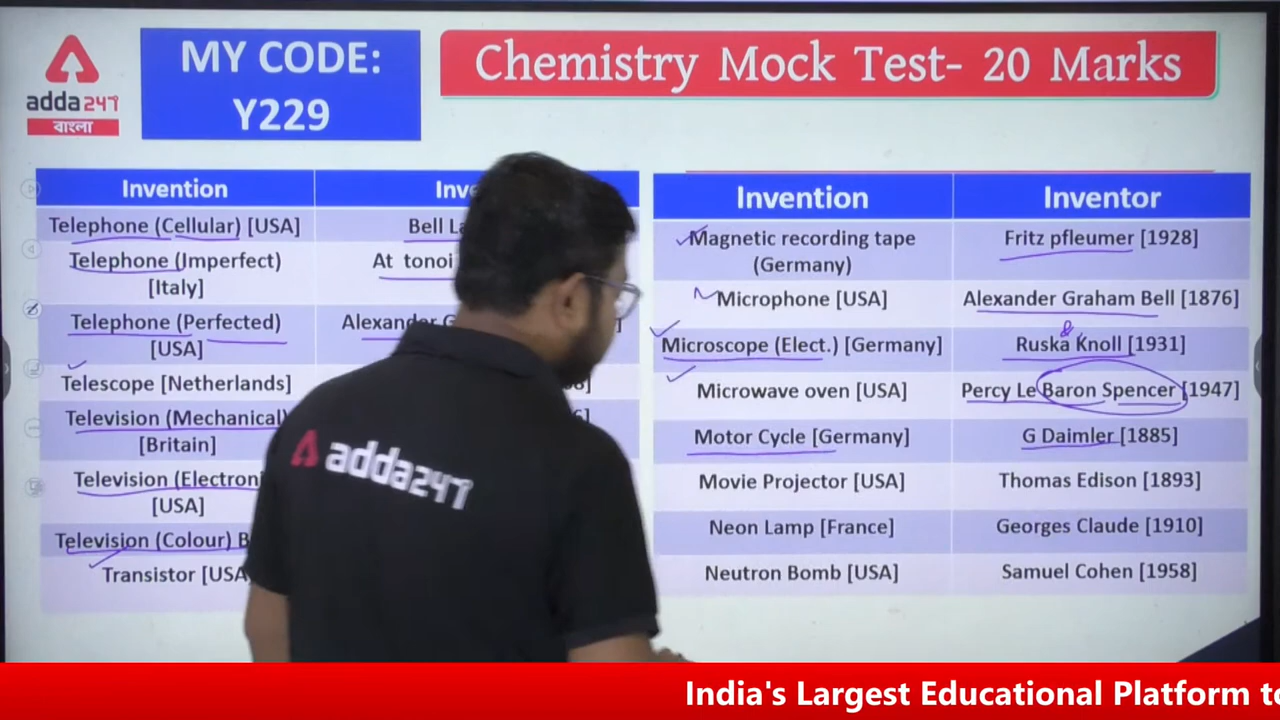 adda247
বাংলা
MY CODE:
Y229
Chemistry Mock Test- 20 Marks
Invention
Telephone (Cellular) [USA]
Bell
Telephone (Imperfect)
[Italy]
At tonoi
Telephone (Perfected)
[USA]
Alexander
Telescope [Netherlands]
Television (Mechanical)
[Britain]
Television
[USA]
Television (Colour)
Transistor [USA
Invention Inventor
Magnetic recording tape
(Germany)
Fritz pfleumer [1928]
Microphone [USA] Alexander Graham Bell [1876]
&
Microscope (Elect.) [Germany] Ruska Knoll [1931]
Microwave oven [USA] Percy Le Baron Spencer [1947]
Motor Cycle [Germany] G Daimler [1885]
Movie Projector [USA] Thomas Edison [1893]
Neon Lamp [France] Georges Claude [1910]
Neutron Bomb [USA] Samuel Cohen [1958]
adda247
India's Largest Educational Platform